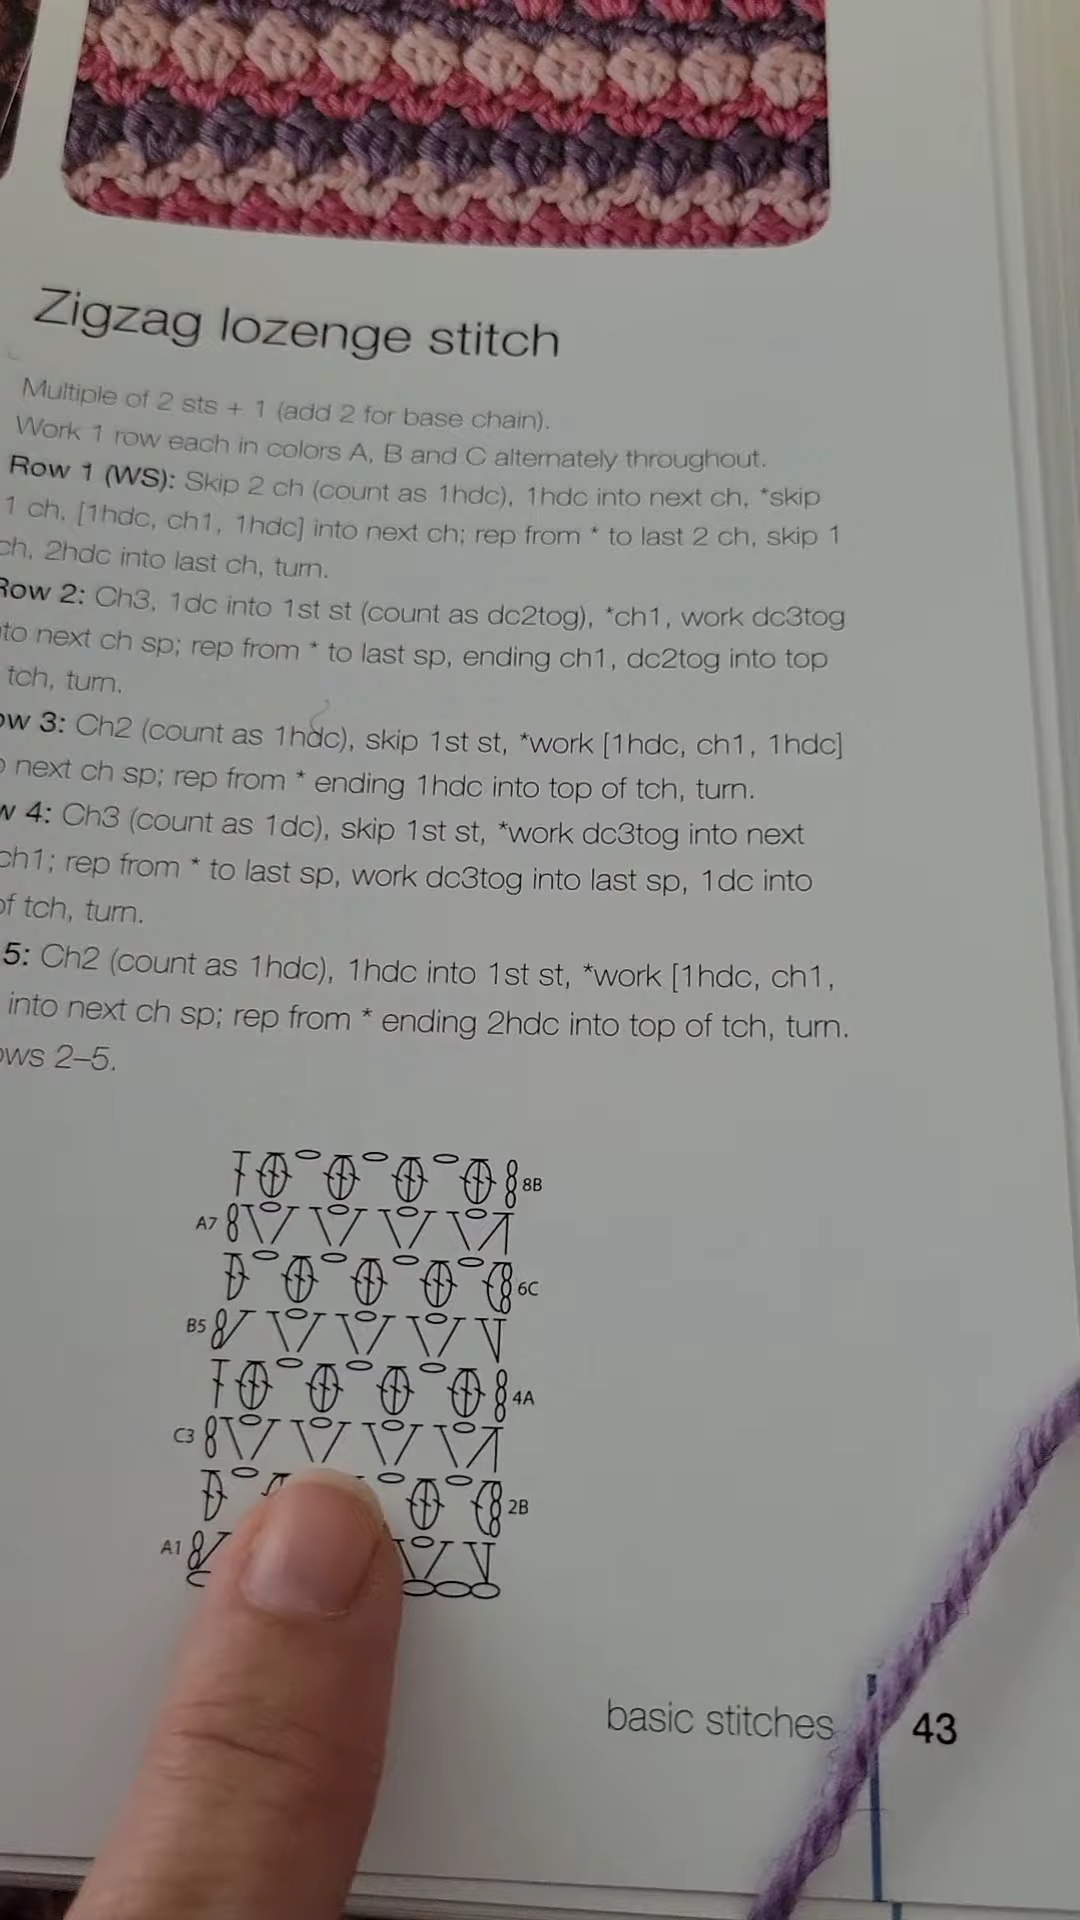 Zigzag lozenge stitch
Multiple of 2 sts + 1 (add 2 for base chain).
Work 1 row each in colors A, B and C alternately throughout.
Row 1 (WS): Skip 2 ch (count as 1hdc), 1hdc into next ch, *skip
1 ch, [1hdc, ch1, 1hdc] into next ch; rep from * to last 2 ch, skip 1
ch, 2hdc into last ch, turn.
Row 2: Ch3, 1dc into 1st st (count as dc2tog), *ch1, work dc3tog
to next ch sp; rep from * to last sp, ending ch1, dc2tog into top
tch, turn.
ow 3: Ch2 (count as 1hdc), skip 1st st, *work [1hdc, ch1, 1hdc]
o next ch sp; rep from * ending 1hdc into top of tch, turn.
w 4: Ch3 (count as 1dc), skip 1st st, *work dc3tog into next
ch1; rep from * to last sp, work dc3tog into last sp, 1dc into
of tch, turn.
5: Ch2 (count as 1hdc), 1hdc into 1st st, *work [1hdc, ch1,
into next ch sp; rep from * ending 2hdc into top of tch, turn.
ows 2–5.
8B
A7
6C
B5
4A
C3
2B
A1
basic stitches 43